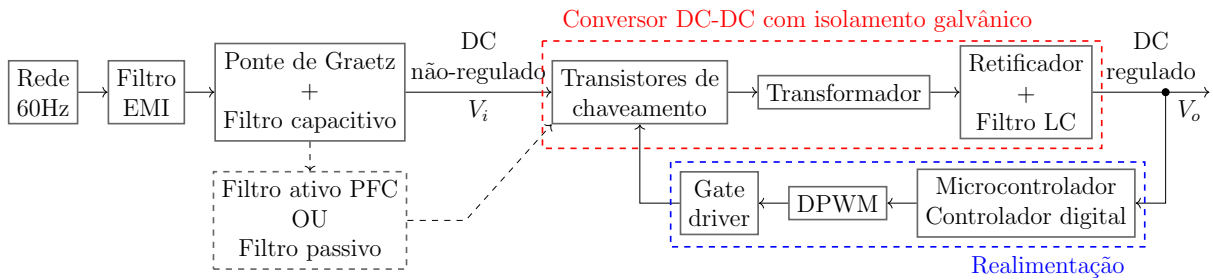 Conversor DC-DC com isolamento galvânico
Rede
60Hz
Filtro
EMI
Ponte de Graetz
+
Filtro capacitivo
DC
não-regulado
V_i
Transistores de
chaveamento
Transformador
Retificador
+
Filtro LC
DC
regulado
V_o
Filtro ativo PFC
OU
Filtro passivo
Gate
driver
DPWM
Microcontrolador
Controlador digital
Realimentação